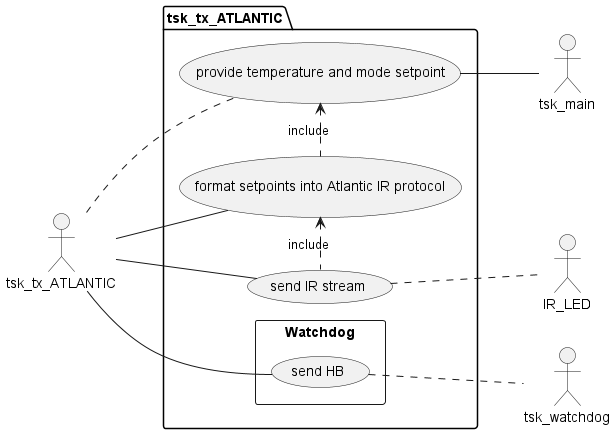 tsk_tx_ATLANTIC
provide temperature and mode setpoint
tsk_main
include
format setpoints into Atlantic IR protocol
include
tsk_tx_ATLANTIC
send IR stream
IR_LED
Watchdog
send HB
tsk_watchdog